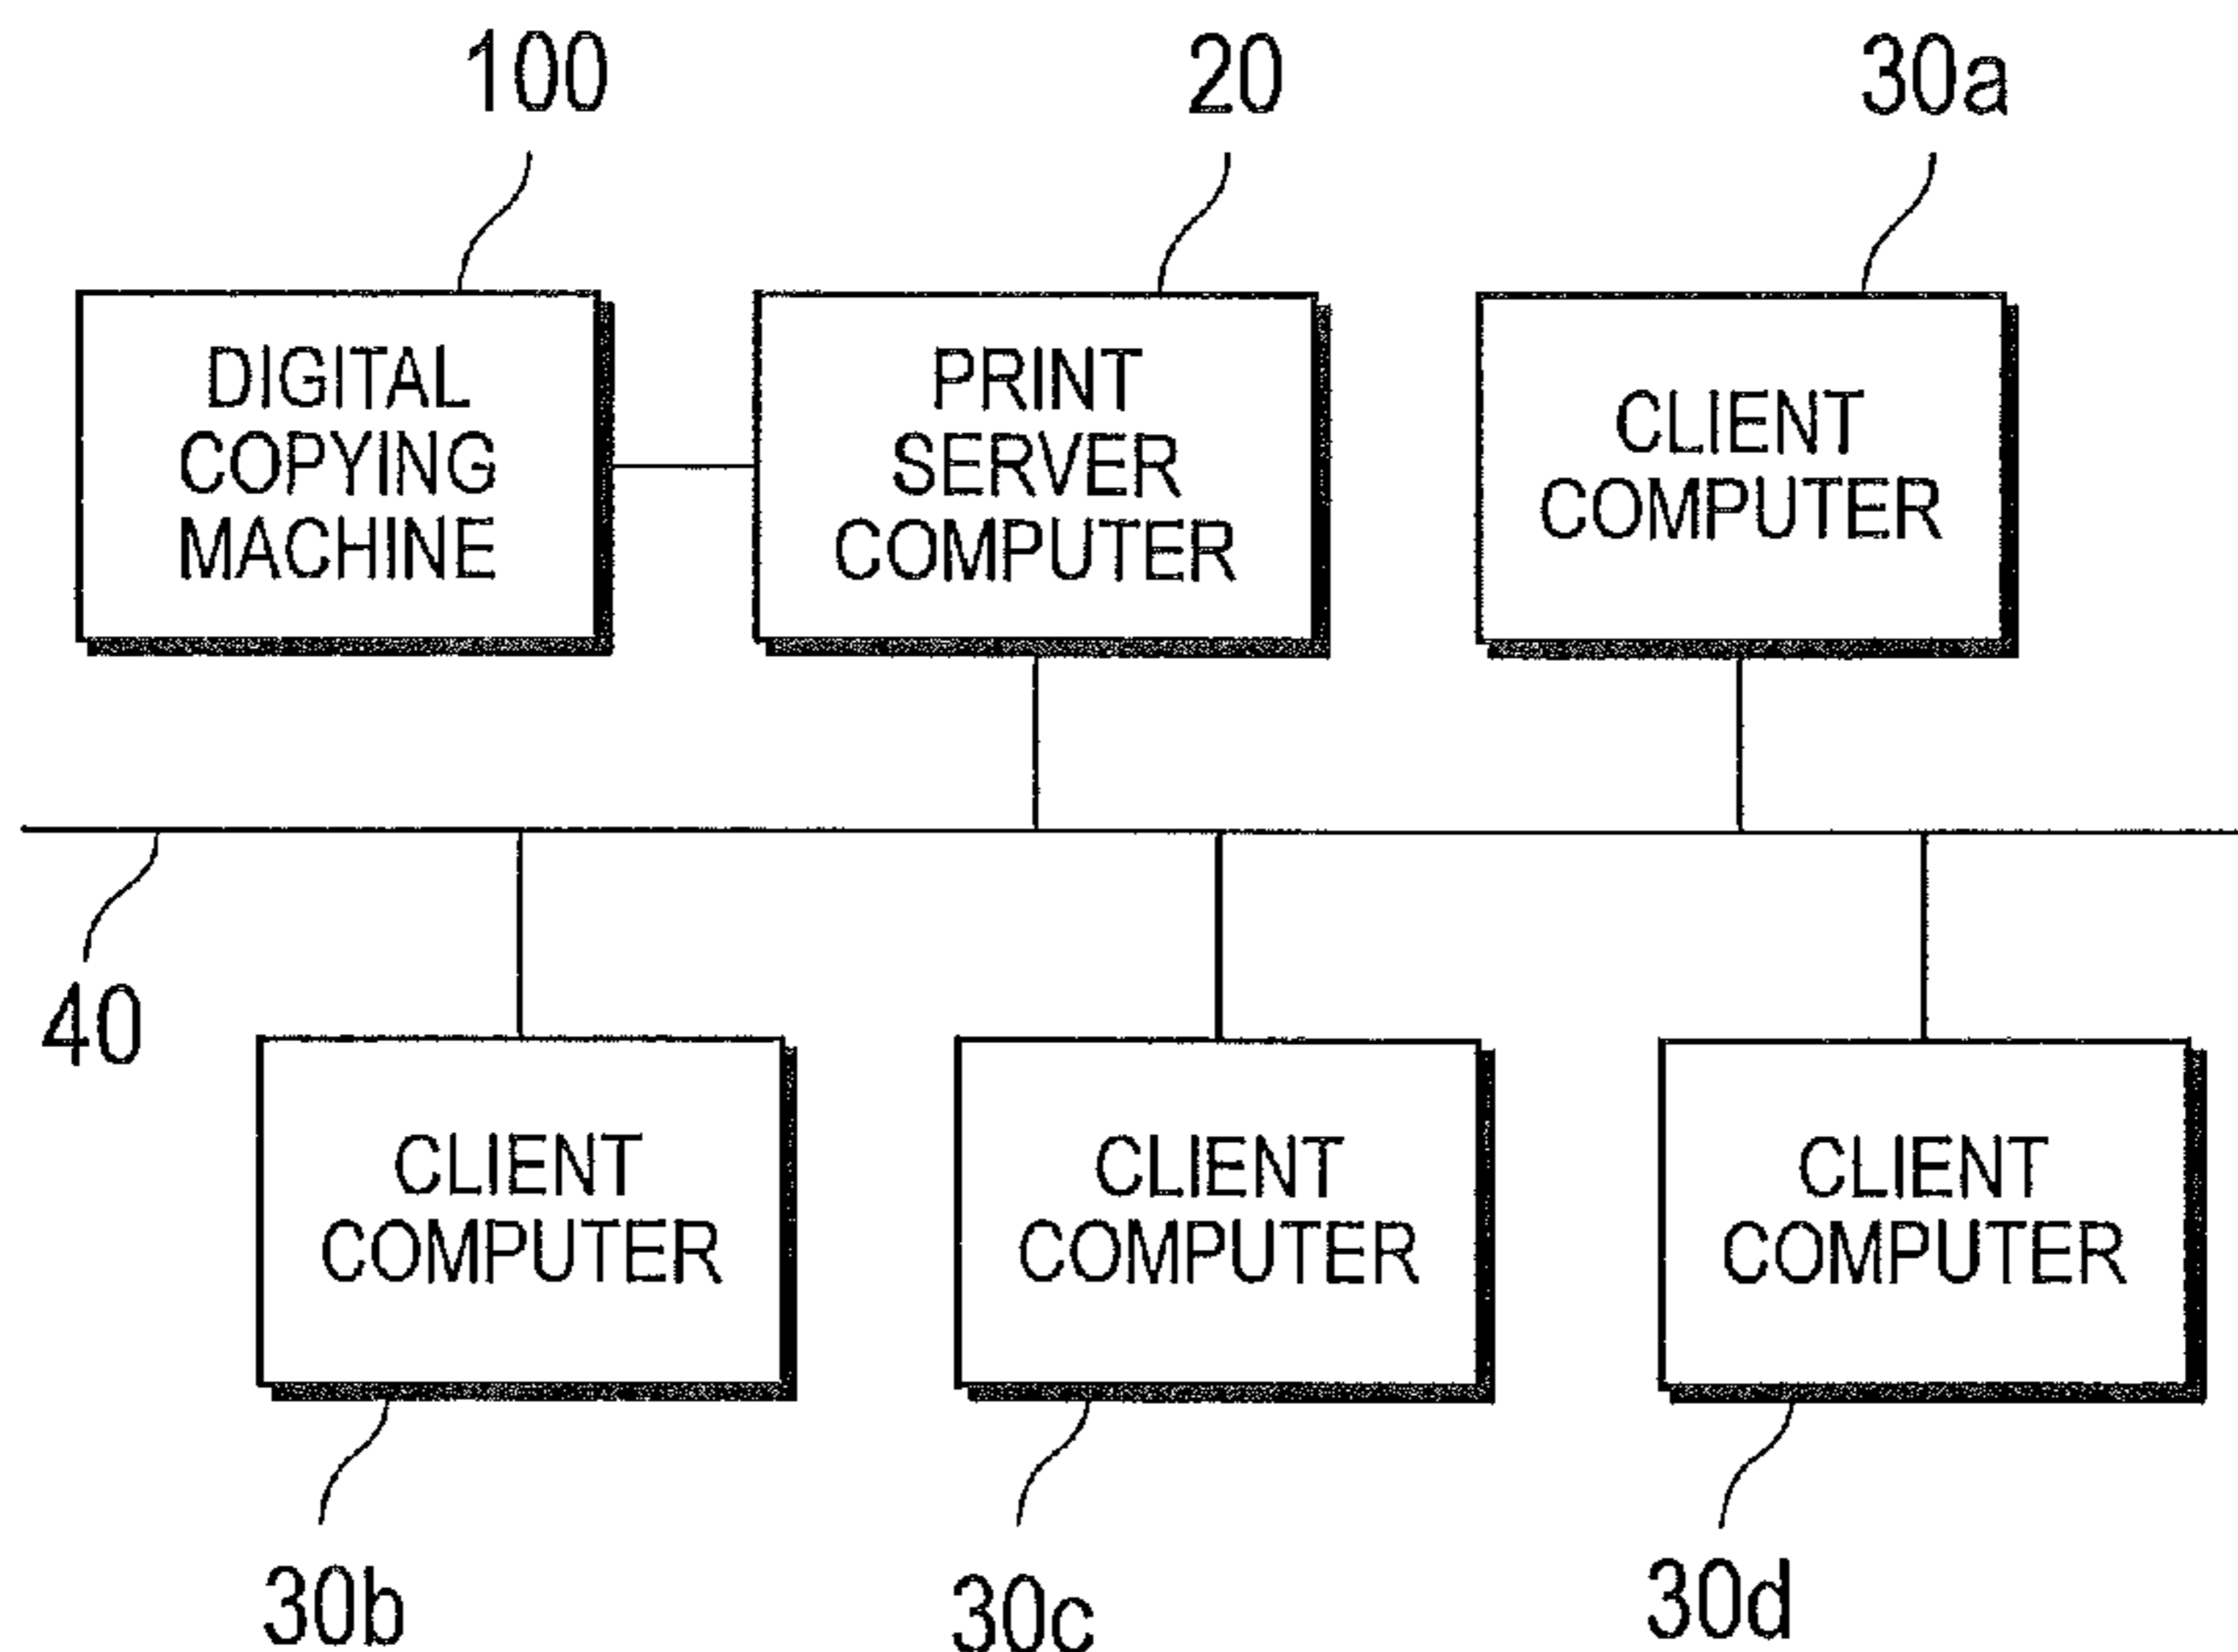 100
20
30a
DIGITAL
COPYING
MACHINE
PRINT
SERVER
COMPUTER
CLIENT
COMPUTER
40
CLIENT
COMPUTER
CLIENT
COMPUTER
CLIENT
COMPUTER
30b
30c
30d